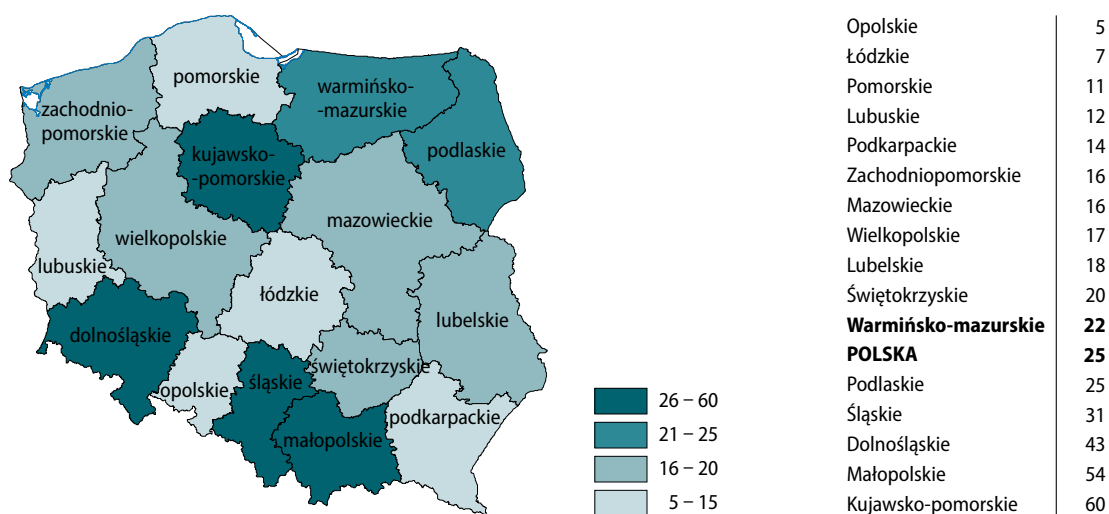 pomorskie
warmińsko-
-mazurskie
zachodnio-
pomorskie
podlaskie
kujawsko-
-pomorskie
mazowieckie
wielkopolskie
lubuskie
łódzkie
lubelskie
dolnośląskie
świętokrzyskie
opolskie
śląskie
podkarpackie
małopolskie
26 – 60
21 – 25
16 – 20
5 – 15
Opolskie 5
Łódzkie 7
Pomorskie 11
Lubuskie 12
Podkarpackie 14
Zachodniopomorskie 16
Mazowieckie 16
Wielkopolskie 17
Lubelskie 18
Świętokrzyskie 20
Warmińsko-mazurskie 22
POLSKA 25
Podlaskie 25
Śląskie 31
Dolnośląskie 43
Małopolskie 54
Kujawsko-pomorskie 60